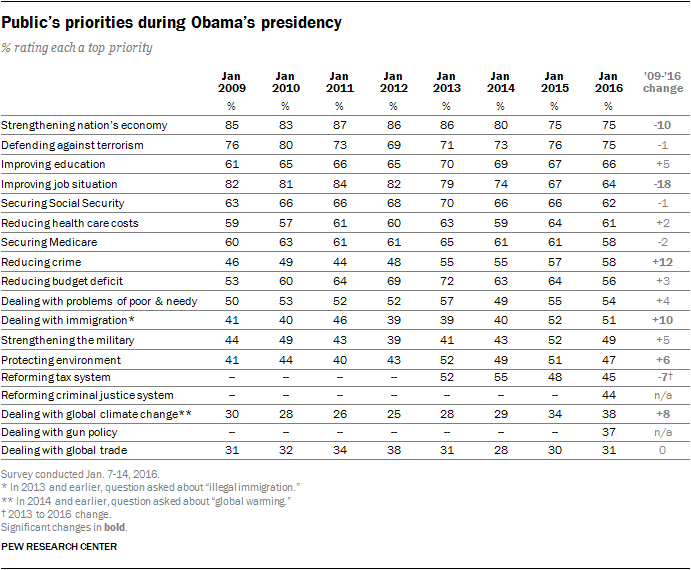 Public's priorities during Obama's presidency
% rating each a top priority
Jan 2009 Jan 2010 Jan 2011 Jan 2012 Jan 2013 Jan 2014 Jan 2015 Jan 2016 '09-'16 change
% % % % % % % %
Strengthening nation's economy 85 83 87 86 86 80 75 75 -10
Defending against terrorism 76 80 73 69 71 73 76 75 -1
Improving education 61 65 66 65 70 69 67 66 +5
Improving job situation 82 81 84 82 79 74 67 64 -18
Securing Social Security 63 66 66 68 70 66 66 62 -1
Reducing health care costs 59 57 61 60 63 59 64 61 +2
Securing Medicare 60 63 61 61 65 61 61 58 -2
Reducing crime 46 49 44 48 55 55 57 58 +12
Reducing budget deficit 53 60 64 69 72 63 64 56 +3
Dealing with problems of poor & needy 50 53 52 52 57 49 55 54 +4
Dealing with immigration* 41 40 46 39 39 40 52 51 +10
Strengthening the military 44 49 43 39 41 43 52 49 +5
Protecting environment 41 44 40 43 52 49 51 47 +6
Reforming tax system -- -- -- -- 52 55 48 45 -7†
Reforming criminal justice system -- -- -- -- -- -- -- 44 n/a
Dealing with global climate change** 30 28 26 25 28 29 34 38 +8
Dealing with gun policy -- -- -- -- -- -- -- 37 n/a
Dealing with global trade 31 32 34 38 31 28 30 31 0
Survey conducted Jan. 7-14, 2016.
* In 2013 and earlier, question asked about "illegal immigration."
** In 2014 and earlier, question asked about "global warming."
† 2013 to 2016 change.
Significant changes in bold.
PEW RESEARCH CENTER